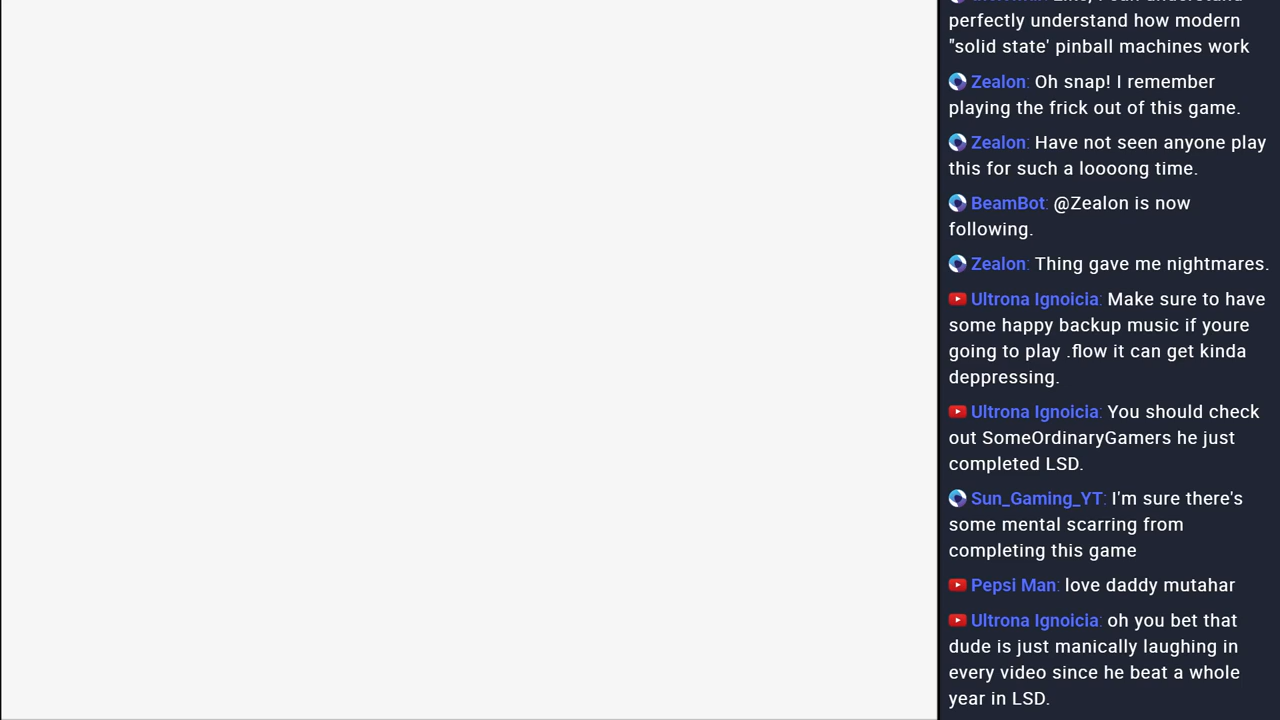 perfectly understand how modern
"solid state' pinball machines work
Zealon: Oh snap! I remember
playing the frick out of this game.
Zealon: Have not seen anyone play
this for such a loooong time.
BeamBot: @Zealon is now
following.
Zealon: Thing gave me nightmares.
Ultrona Ignoicia: Make sure to have
some happy backup music if youre
going to play .flow it can get kinda
deppressing.
Ultrona Ignoicia: You should check
out SomeOrdinaryGamers he just
completed LSD.
Sun_Gaming_YT: I'm sure there's
some mental scarring from
completing this game
Pepsi Man: love daddy mutahar
Ultrona Ignoicia: oh you bet that
dude is just manically laughing in
every video since he beat a whole
year in LSD.